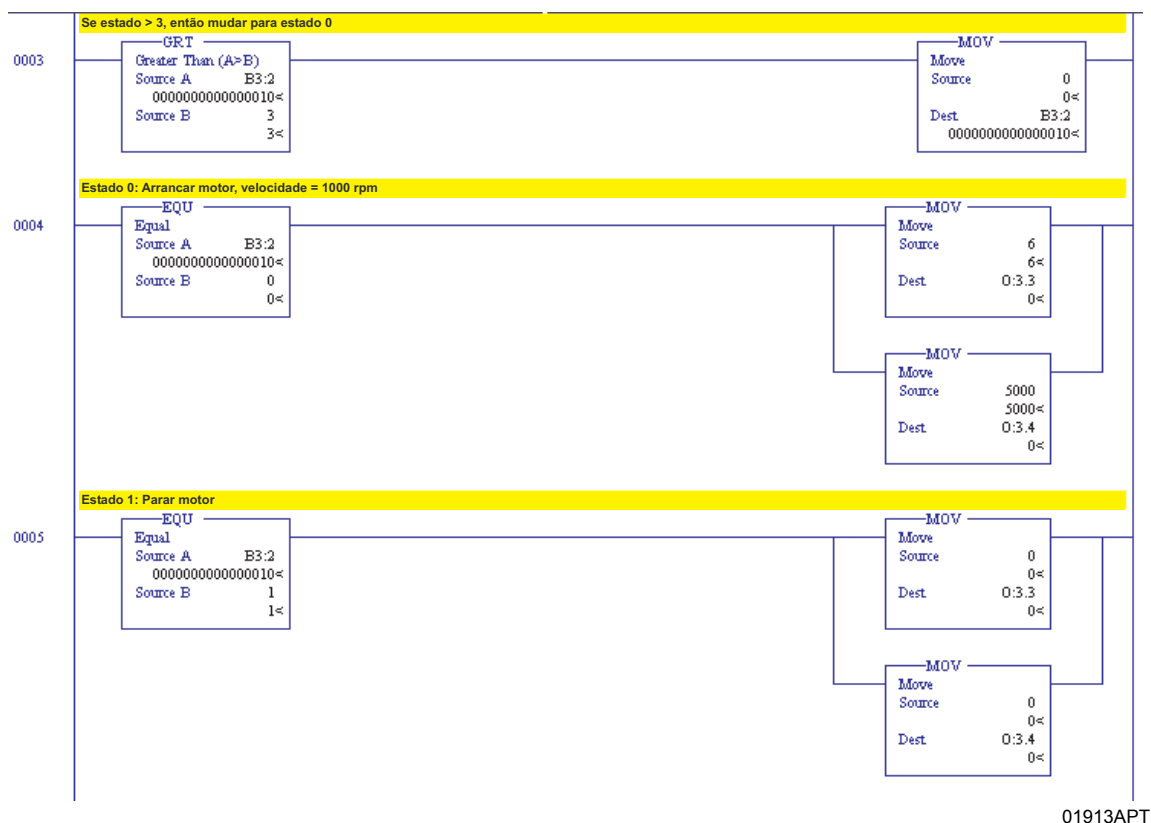 Se estado > 3, então mudar para estado 0
0003
GRT
Greater Than (A>B)
Source A B3:2
0000000000000010<
Source B 3
3<
MOV
Move
Source 0
0<
Dest B3:2
0000000000000010<
Estado 0: Arrancar motor, velocidade = 1000 rpm
0004
EQU
Equal
Source A B3:2
0000000000000010<
Source B 0
0<
MOV
Move
Source 6
6<
Dest O:3.3
0<
MOV
Move
Source 5000
5000<
Dest O:3.4
0<
Estado 1: Parar motor
0005
EQU
Equal
Source A B3:2
0000000000000010<
Source B 1
1<
MOV
Move
Source 0
0<
Dest O:3.3
0<
MOV
Move
Source 0
0<
Dest O:3.4
0<
01913APT